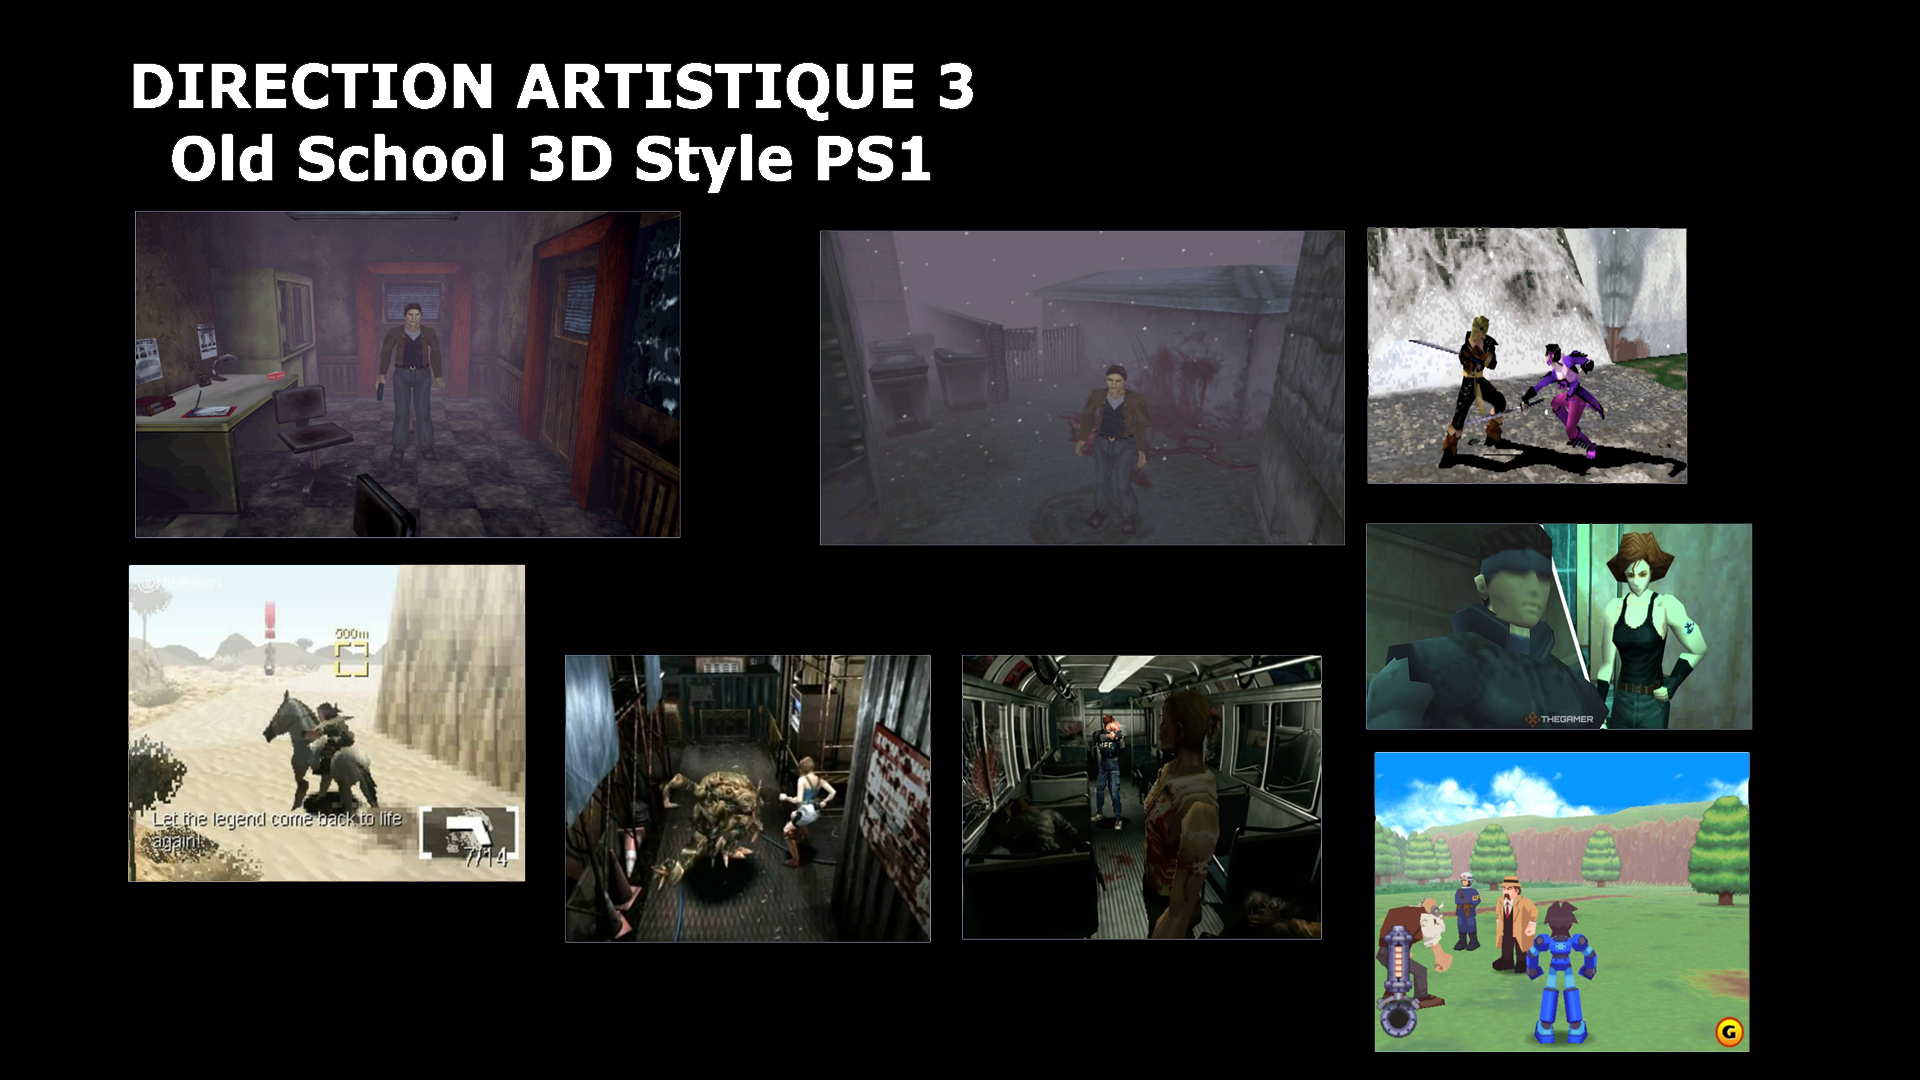 DIRECTION ARTISTIQUE 3
Old School 3D Style PS1
500m
Let the legend come back to life
again!
7/14
THEGAMER
G